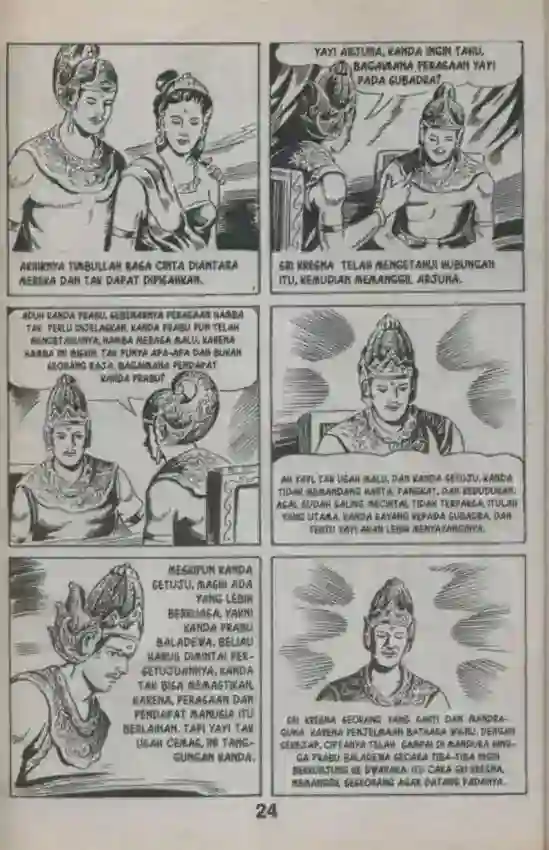 AKHIRNYA TIMBULLAH RASA CINTA DIANTARA
MEREKA DAN TAK DAPAT DIPISAHKAN.
YAYI ARJUNA, KANDA INGIN TAHU,
BAGAIMANA PERASAAN YAYI
PADA SUBADRA?
SRI KRESNA TELAH MENGETAHUI HUBUNGAN
ITU, KEMUDIAN MEMANGGIL ARJUNA.
ADUH KANDA PRABU, SEBENARNYA PERASAAN HAMBA
TAK PERLU DIJELASKAN. KANDA PRABU PUN TELAH
MENGETAHUINYA, HAMBA MERASA MALU, KARENA
HAMBA INI MISKIN, TAK PUNYA APA-APA DAN BUKAN
SEORANG RAJA. BAGAIMANA PENDAPAT
KANDA PRABU?
AH YAYI, TAK USAH MALU, DAN KANDA SETUJU. KANDA
TIDAK MEMANDANG HARTA, PANGKAT, DAN KEDUDUKAN.
ASAL SUDAH SALING MECINTAI, TIDAK TERPAKSA, ITULAH
YANG UTAMA. KANDA SAYANG KEPADA SUBADRA, DAN
TENTU YAYI AKAN LEBIH MENYAYANGINYA.
MESKIPUN KANDA
SETUJU, MASIH ADA
YANG LEBIH
BERKUASA, YAKNI
KANDA PRABU
BALADEWA. BELIAU
HARUS DIMINTAI PER-
SETUJUANNYA. KANDA
TAK BISA MEMASTIKAN,
KARENA, PERASAAN DAN
PENDAPAT MANUSIA ITU
BERLAINAN. TAPI YAYI TAK
USAH CEMAS, INI TANG-
GUNGAN KANDA.
SRI KRESNA SEORANG YANG SAKTI DAN MANDRA-
GUNA KARENA PENJELMAAN BATHARA WISNU. DENGAN
SEKEJAP, CIPTANYA TELAH SAMPAI DI MANDURA HING-
GA PRABU BALADEWA SECARA TIBA-TIBA INGIN
BERKUNJUNG KE DWARAKA. ITU CARA SRI KRESNA,
MEMANGGIL SESEORANG AGAR DATANG PADANYA.
24